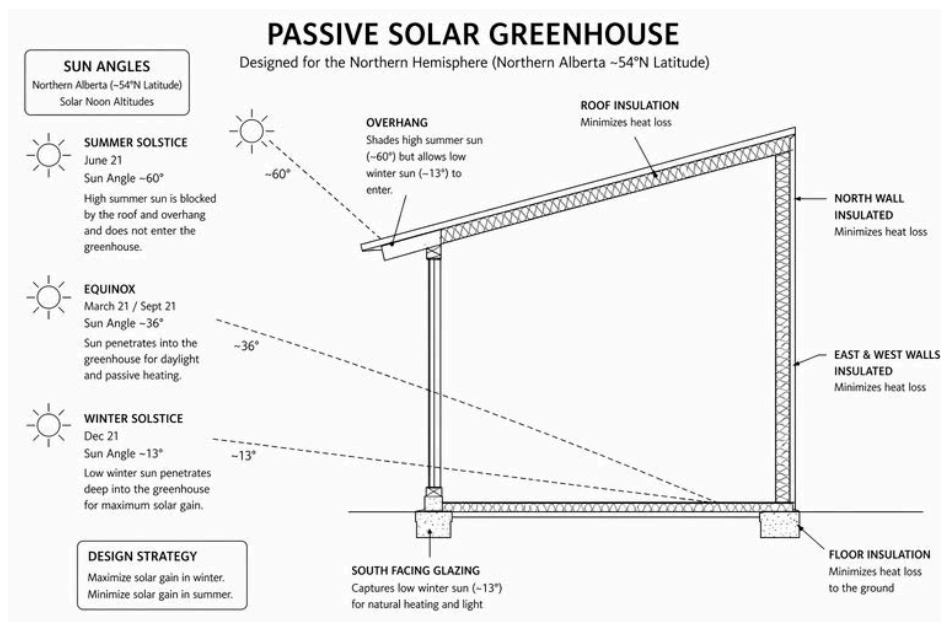 PASSIVE SOLAR GREENHOUSE
Designed for the Northern Hemisphere (Northern Alberta ~54°N Latitude)
SUN ANGLES
Northern Alberta (~54°N Latitude)
Solar Noon Altitudes
SUMMER SOLSTICE
June 21
Sun Angle ~60°
High summer sun is blocked
by the roof and overhang
and does not enter the
greenhouse.
~60°
OVERHANG
Shades high summer sun
(~60°) but allows low
winter sun (~13°) to
enter.
ROOF INSULATION
Minimizes heat loss
NORTH WALL
INSULATED
Minimizes heat loss
EQUINOX
March 21 / Sept 21
Sun Angle ~36°
Sun penetrates into the
greenhouse for daylight
and passive heating.
~36°
EAST & WEST WALLS
INSULATED
Minimizes heat loss
WINTER SOLSTICE
Dec 21
Sun Angle ~13°
Low winter sun penetrates
deep into the greenhouse
for maximum solar gain.
~13°
DESIGN STRATEGY
Maximize solar gain in winter.
Minimize solar gain in summer.
SOUTH FACING GLAZING
Captures low winter sun (~13°)
for natural heating and light
FLOOR INSULATION
Minimizes heat loss
to the ground